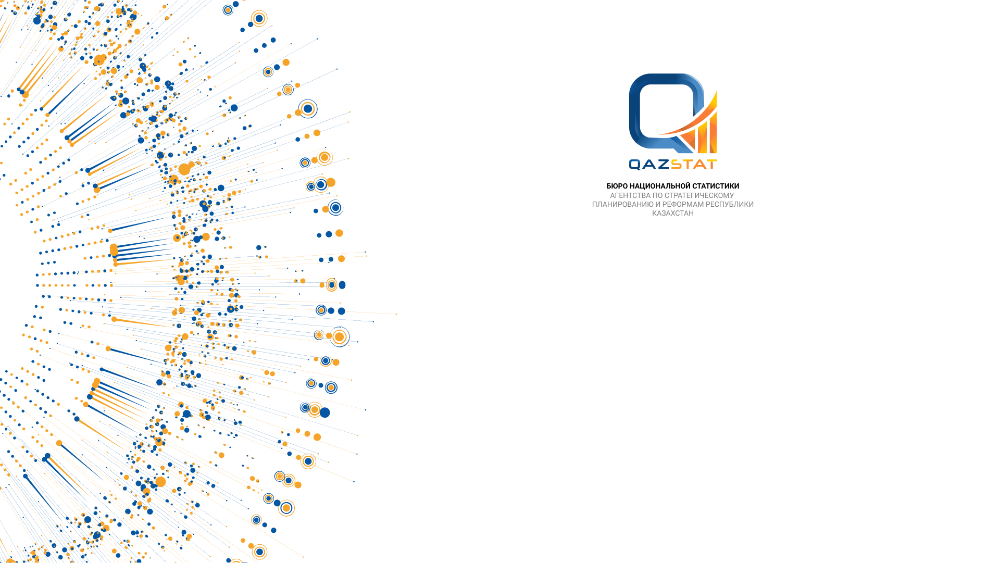 QAZSTAT
БЮРО НАЦИОНАЛЬНОЙ СТАТИСТИКИ
АГЕНТСТВА ПО СТРАТЕГИЧЕСКОМУ
ПЛАНИРОВАНИЮ И РЕФОРМАМ РЕСПУБЛИКИ
КАЗАХСТАН